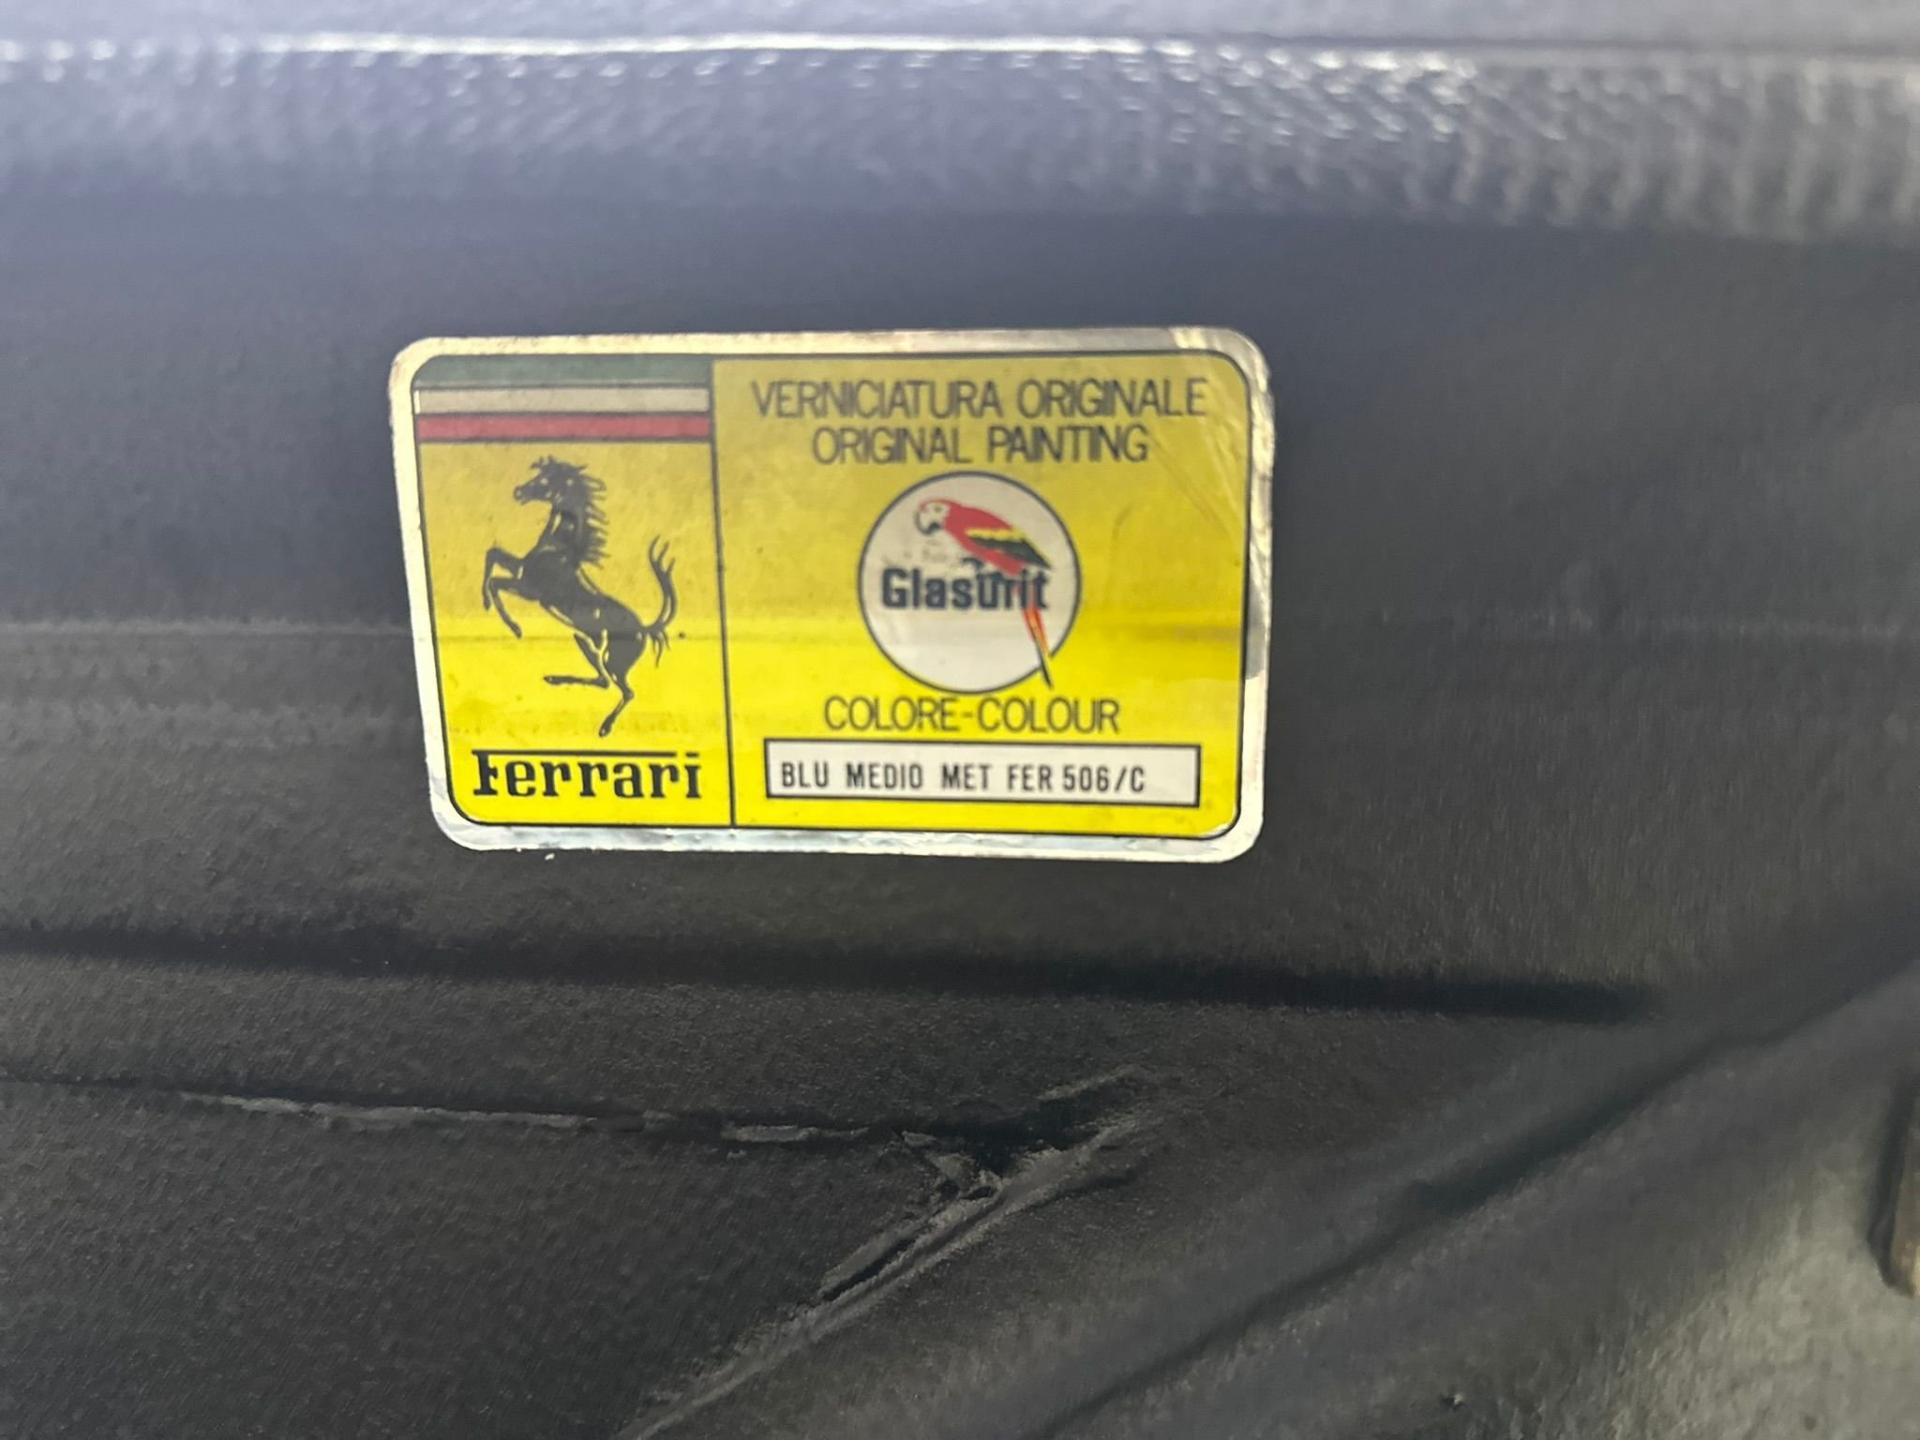 VERNICIATURA ORIGINALE
ORIGINAL PAINTING
Glasurit
COLORE-COLOUR
BLU MEDIO MET FER 506/C
Ferrari